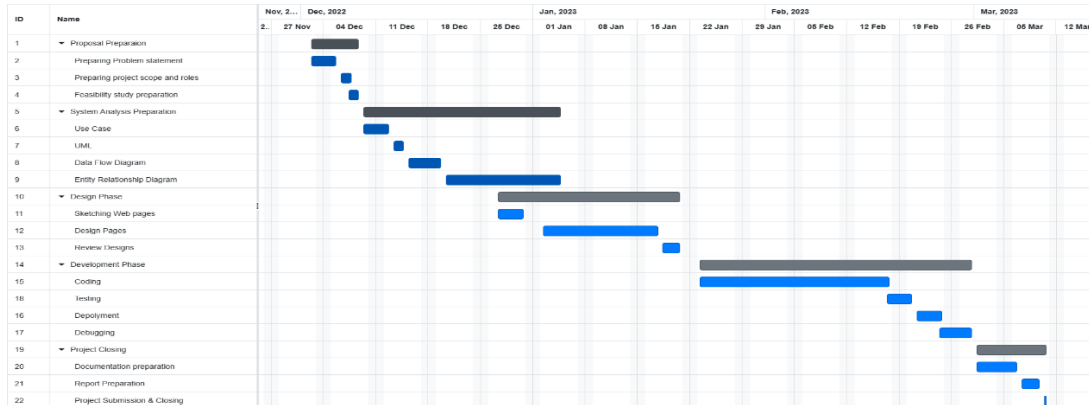 Nov, 2... Dec, 2022 Jan, 2023 Feb, 2023 Mar, 2023
ID Name 2.. 27 Nov 04 Dec 11 Dec 18 Dec 26 Dec 01 Jan 08 Jan 16 Jan 22 Jan 29 Jan 05 Feb 12 Feb 19 Feb 26 Feb 06 Mar 12 Mar
1 Proposal Preparaion
2 Preparing Problem statement
3 Preparing project scope and roles
4 Feasibility study preparation
5 System Analysis Preparation
6 Use Case
7 UML
8 Data Flow Diagram
9 Entity Relationship Diagram
10 Design Phase
11 Sketching Web pages
12 Design Pages
13 Review Designs
14 Development Phase
15 Coding
18 Testing
16 Depolyment
17 Debugging
19 Project Closing
20 Documentation preparation
21 Report Preparation
22 Project Submission & Closing